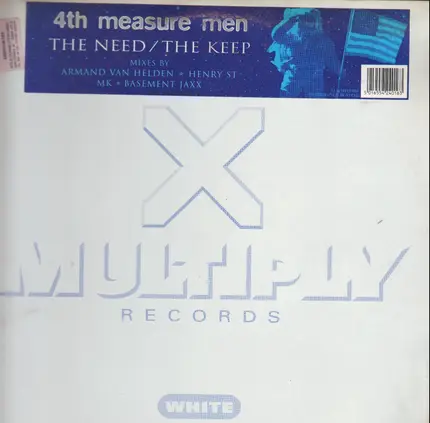 4th measure men
THE NEED / THE KEEP
MIXES BY
ARMAND VAN HELDEN + HENRY ST
MK + BASEMENT JAXX
X
MULTIPLY
RECORDS
WHITE